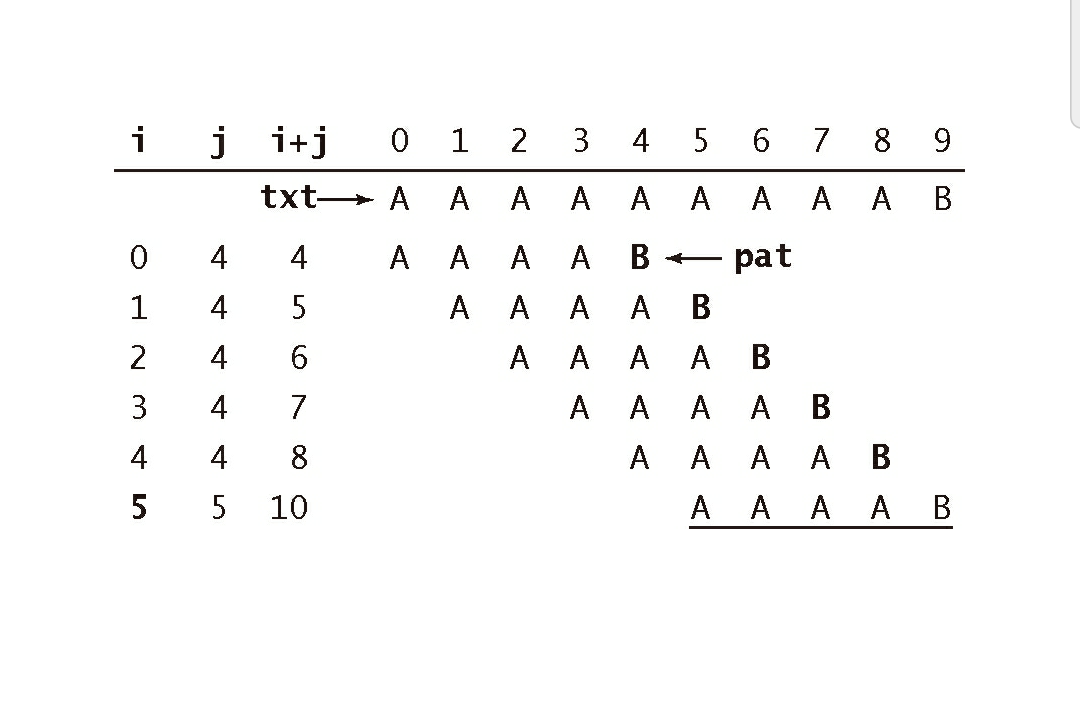 i j i+j 0 1 2 3 4 5 6 7 8 9
txt→ A A A A A A A A A B
0 4 4 A A A A B ← pat
1 4 5 A A A A B
2 4 6 A A A A B
3 4 7 A A A A B
4 4 8 A A A A B
5 5 10 A A A A B